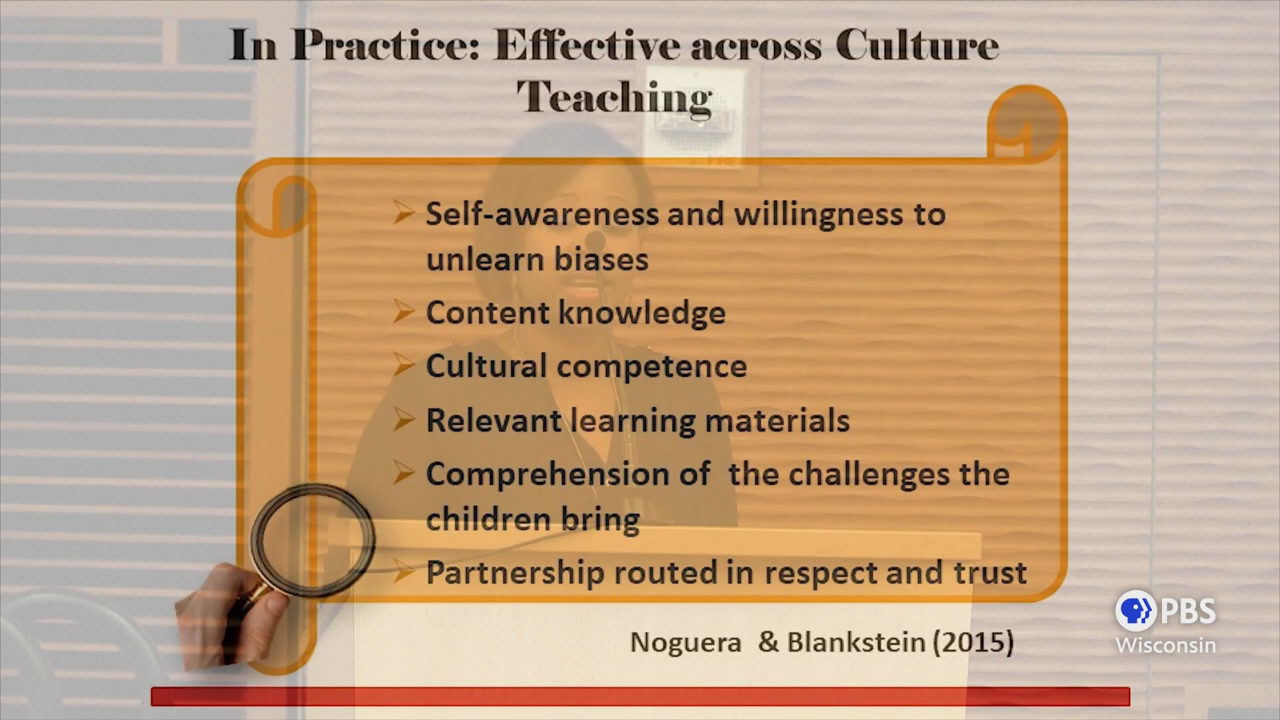 In Practice: Effective across Culture
Teaching
FIRE
Self-awareness and willingness to
unlearn biases
Content knowledge
Cultural competence
Relevant learning materials
Comprehension of the challenges the
children bring
Partnership routed in respect and trust
Noguera & Blankstein (2015)
PBS
Wisconsin